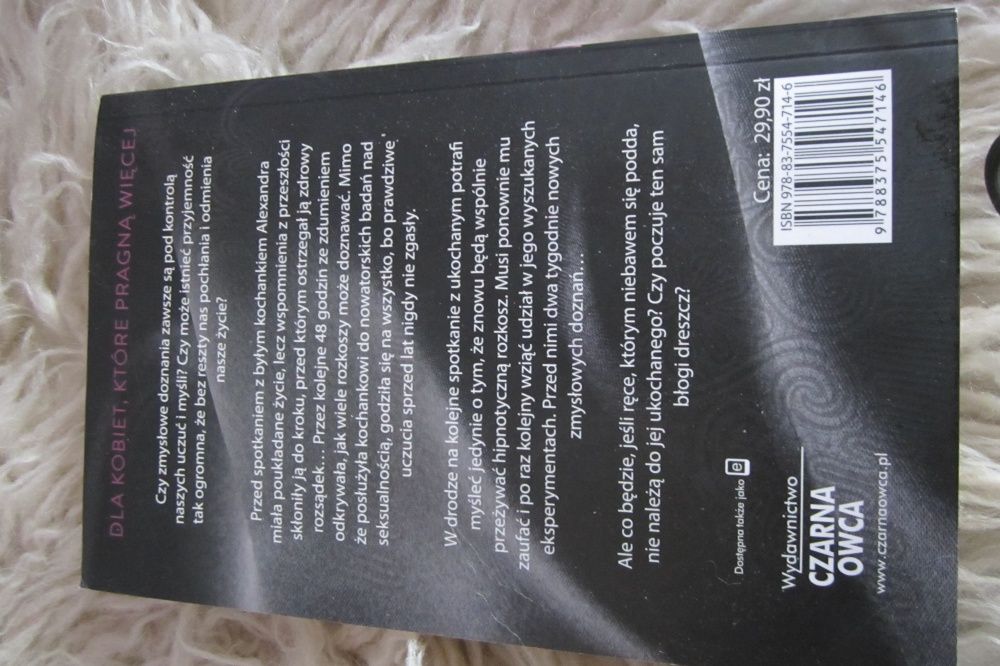 DLA KOBIET, KTÓRE PRAGNĄ WIĘCEJ
Czy zmysłowe doznania zawsze są pod kontrolą
naszych uczuć i myśli? Czy może istnieć przyjemność
tak ogromna, że bez reszty nas pochłania i odmienia
nasze życie?
Przed spotkaniem z byłym kochankiem Alexandra
miała poukładane życie, lecz wspomnienia z przeszłości
skłoniły ją do kroku, przed którym ostrzegał ją zdrowy
rozsądek... Przez kolejne 48 godzin ze zdumieniem
odkrywała, jak wiele rozkoszy może doznawać. Mimo
że posłużyła kochankowi do nowatorskich badań nad
seksualnością, godziła się na wszystko, bo prawdziwe
uczucia sprzed lat nigdy nie zgasły.
W drodze na kolejne spotkanie z ukochanym potrafi
myśleć jedynie o tym, że znowu będą wspólnie
przeżywać hipnotyczną rozkosz. Musi ponownie mu
zaufać i po raz kolejny wziąć udział w jego wyszukanych
eksperymentach. Przed nimi dwa tygodnie nowych
zmysłowych doznań...
Ale co będzie, jeśli ręce, którym niebawem się podda,
nie należą do jej ukochanego? Czy poczuje ten sam
błogi dreszcz?
Dostępna także jako e
Wydawnictwo
CZARNA
OWCA
www.czarnaowca.pl
Cena: 29,90 zł
ISBN 978-83-7554-714-6
9 788375 547146